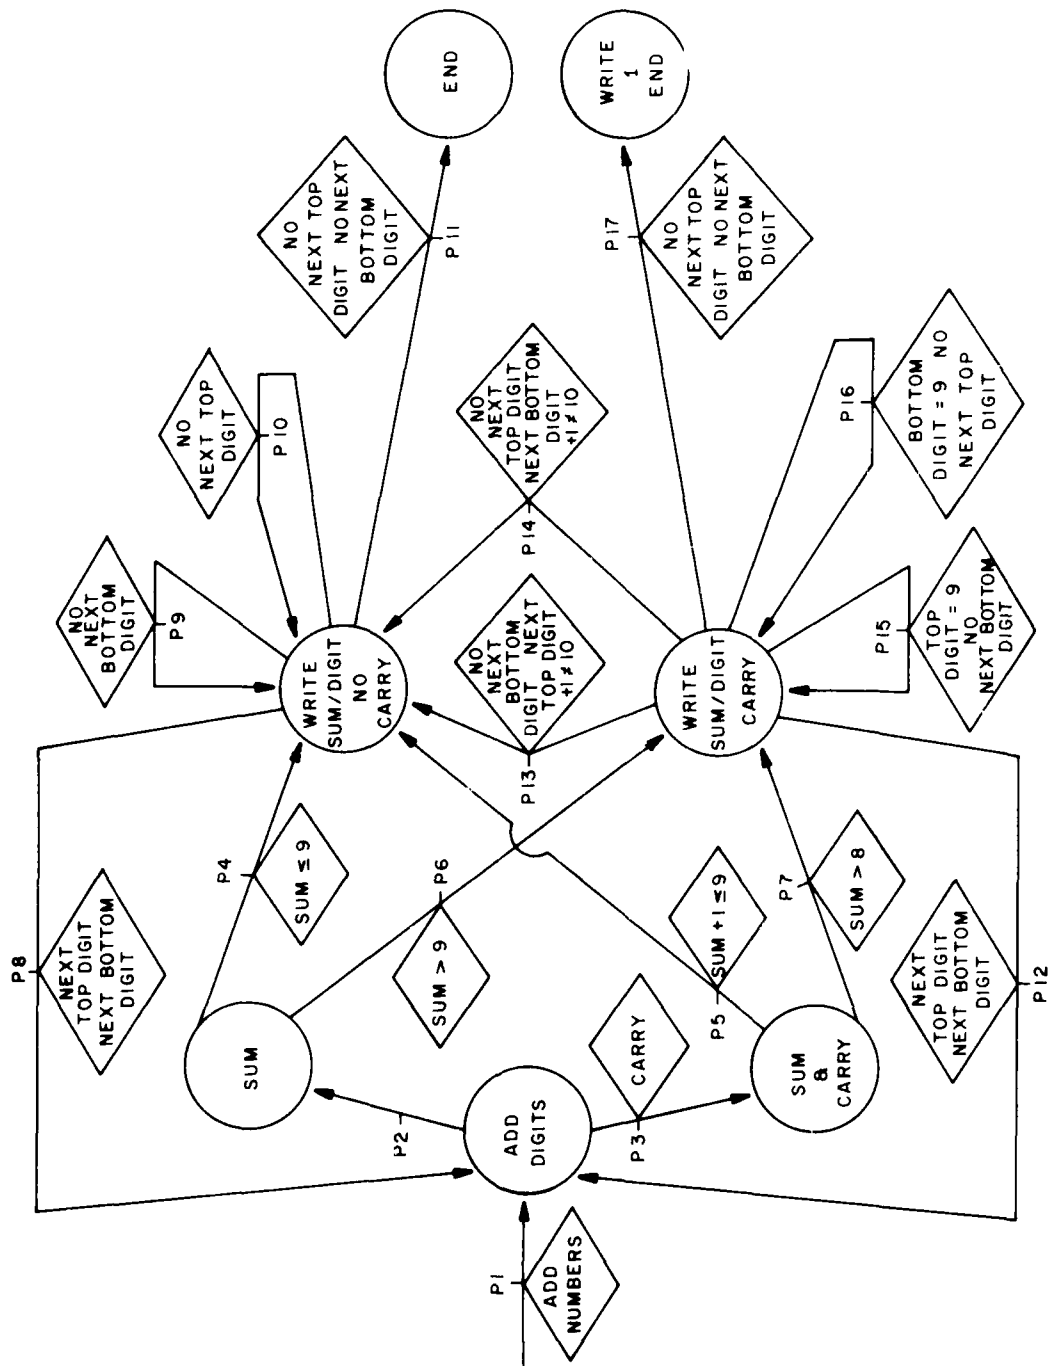 P8
NEXT
TOP DIGIT
NEXT BOTTOM
DIGIT
NO
NEXT
BOTTOM
DIGIT
P9
NO
NEXT TOP
DIGIT
P10
SUM
P4
SUM ≤ 9
WRITE
SUM/DIGIT
NO
CARRY
NO
NEXT TOP
DIGIT NO NEXT
BOTTOM
DIGIT
P11
END
P2
SUM > 9
P6
P1
ADD
NUMBERS
ADD
DIGITS
P3
CARRY
P13
NO
NEXT
BOTTOM
DIGIT NEXT
TOP DIGIT
+1 ≠ 10
P14
NO
NEXT
TOP DIGIT
NEXT BOTTOM
DIGIT
+1 ≠ 10
WRITE
1
END
P17
NO
NEXT TOP
DIGIT NO NEXT
BOTTOM
DIGIT
P5
SUM +1 ≤ 9
WRITE
SUM/DIGIT
CARRY
SUM
&
CARRY
P7
SUM > 8
P15
TOP
DIGIT = 9
NO
NEXT BOTTOM
DIGIT
P16
BOTTOM
DIGIT = 9 NO
NEXT TOP
DIGIT
NEXT
TOP DIGIT
NEXT BOTTOM
DIGIT
P12